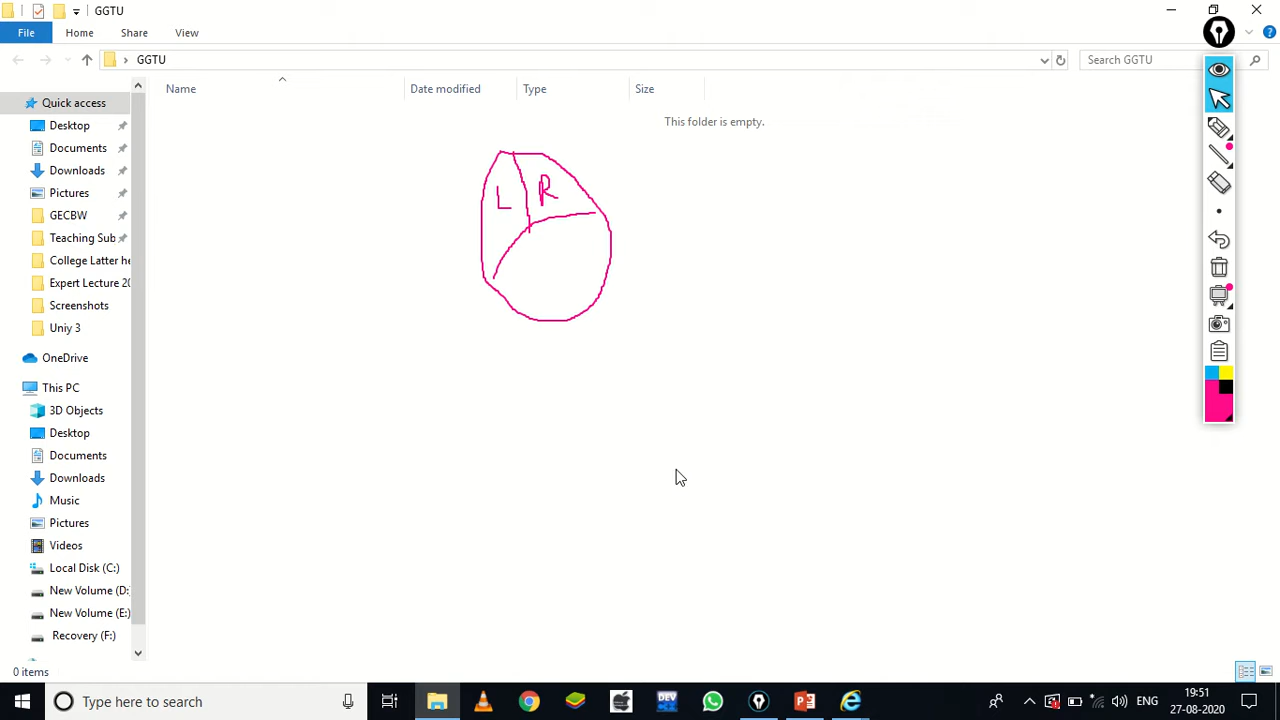 GGTU
File Home Share View
GGTU
Search GGTU
Name Date modified Type Size
This folder is empty.
Quick access
Desktop
Documents
Downloads
Pictures
GECBW
Teaching Sub
College Latter he
Expert Lecture 20
Screenshots
Uniy 3
OneDrive
This PC
3D Objects
Desktop
Documents
Downloads
Music
Pictures
Videos
Local Disk (C:)
New Volume (D:)
New Volume (E:)
Recovery (F:)
L R
0 items
Type here to search
DEV
ENG
19:51
27-08-2020